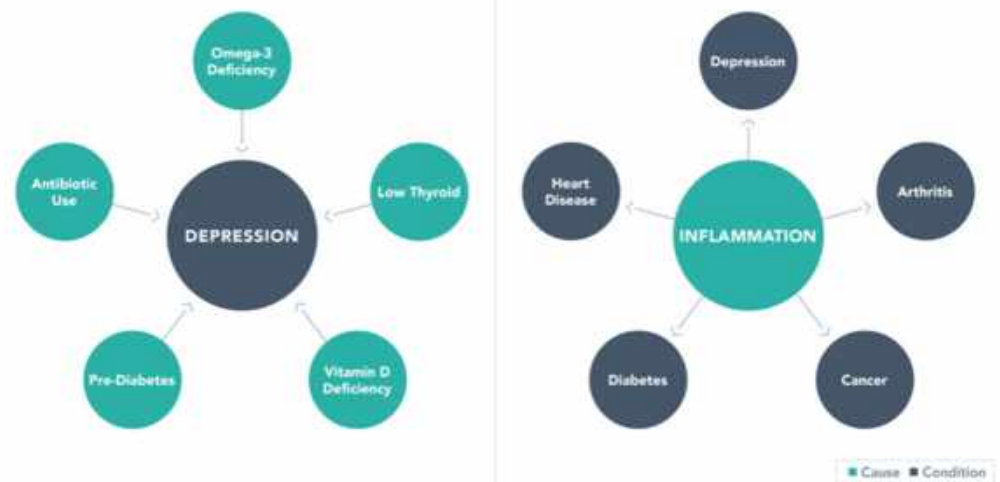 Omega-3
Deficiency
Antibiotic
Use
Low Thyroid
DEPRESSION
Pre-Diabetes
Vitamin D
Deficiency
Depression
Heart
Disease
Arthritis
INFLAMMATION
Diabetes
Cancer
Cause
Condition